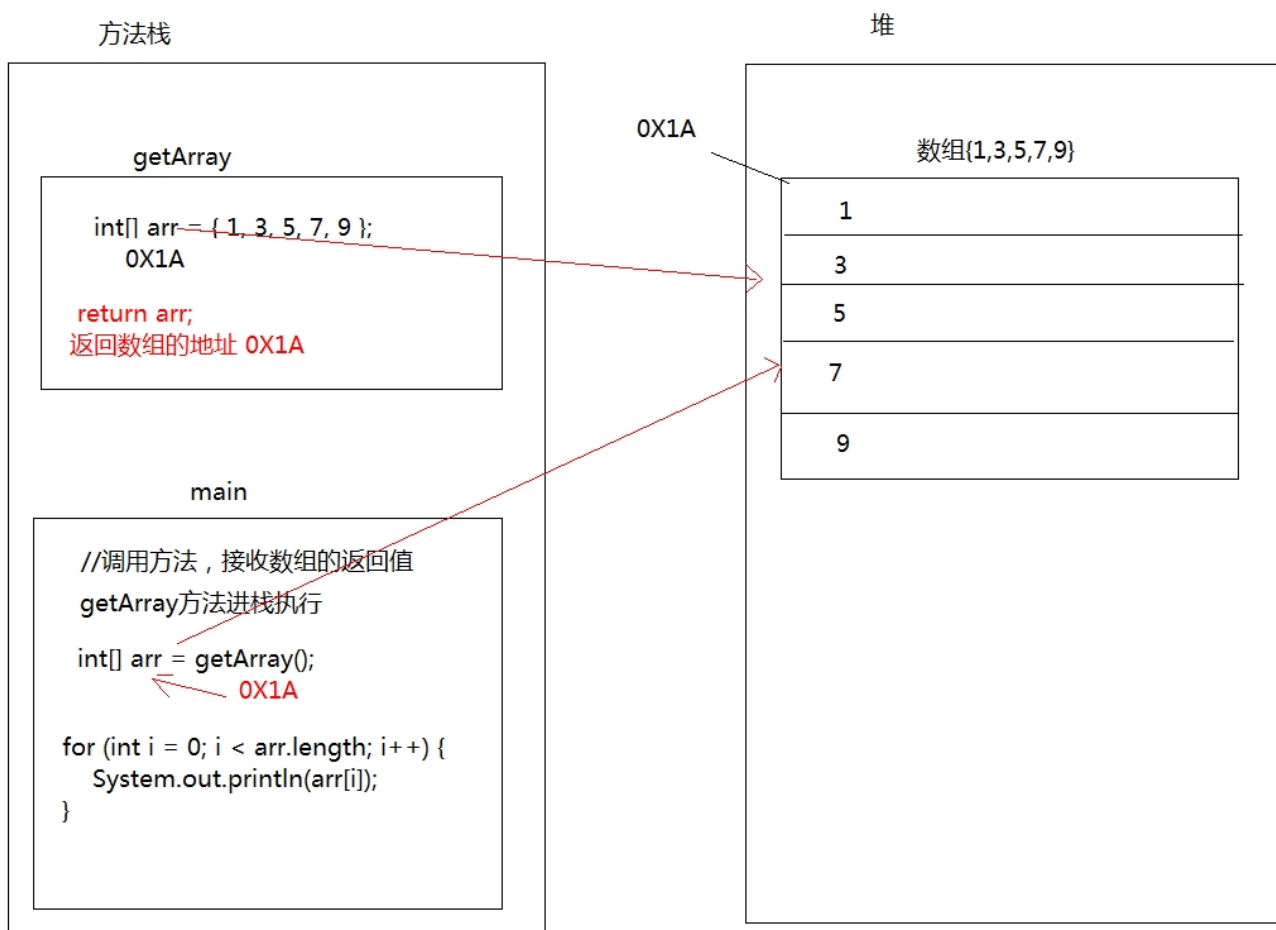 方法栈
getArray
int[] arr = { 1, 3, 5, 7, 9 };
0X1A
return arr;
返回数组的地址 0X1A
main
//调用方法，接收数组的返回值
getArray方法进栈执行
int[] arr = getArray();
0X1A
for (int i = 0; i < arr.length; i++) {
System.out.println(arr[i]);
}
堆
0X1A
数组{1,3,5,7,9}
1
3
5
7
9